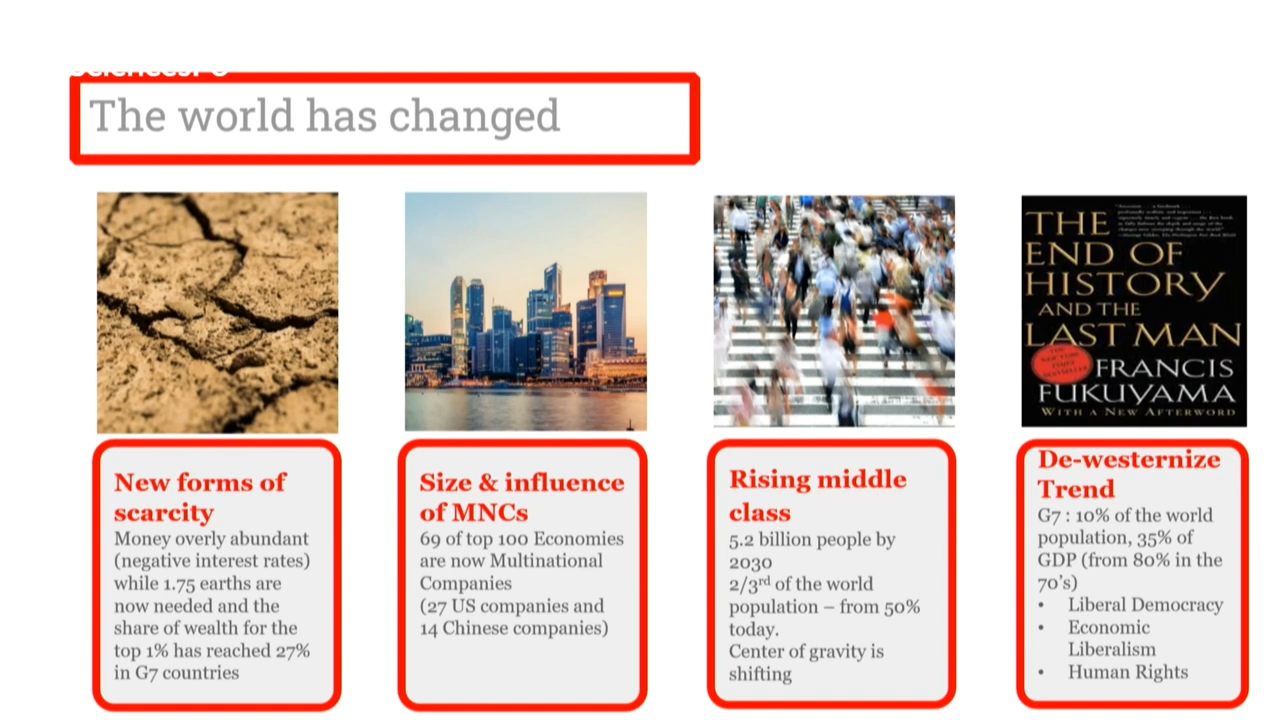 SciencesPo
The world has changed
THE
END OF
HISTORY
AND THE
LAST MAN
FRANCIS
FUKUYAMA
WITH A NEW AFTERWORD
New forms of
scarcity
Money overly abundant
(negative interest rates)
while 1.75 earths are
now needed and the
share of wealth for the
top 1% has reached 27%
in G7 countries
Size & influence
of MNCs
69 of top 100 Economies
are now Multinational
Companies
(27 US companies and
14 Chinese companies)
Rising middle
class
5.2 billion people by
2030
2/3rd of the world
population – from 50%
today.
Center of gravity is
shifting
De-westernize
Trend
G7 : 10% of the world
population, 35% of
GDP (from 80% in the
70's)
• Liberal Democracy
• Economic
Liberalism
• Human Rights